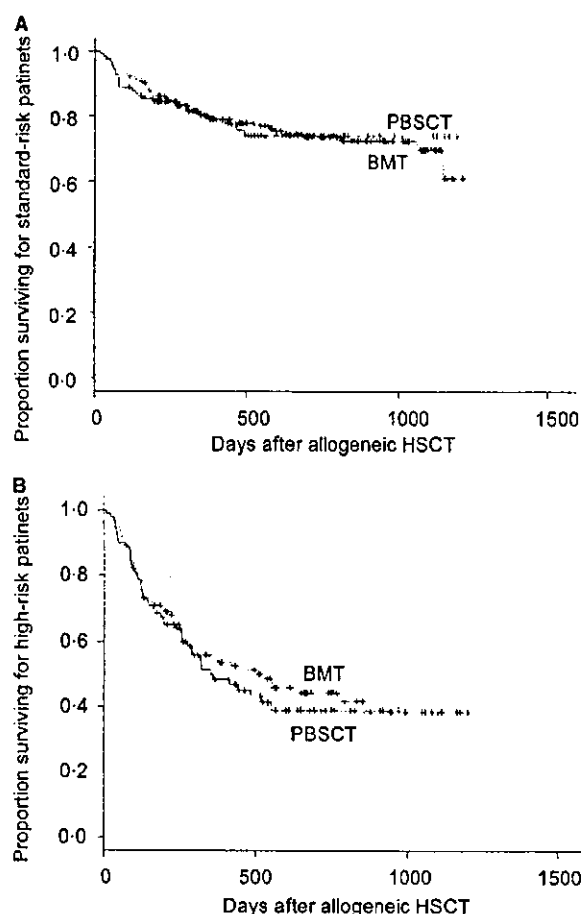 A
Proportion surviving for standard-risk patinets
1·0
0·8
0·6
0·4
0·2
0·0
PBSCT
BMT
0
500
1000
1500
Days after allogeneic HSCT
B
Proportion surviving for high-risk patinets
1·0
0·8
0·6
0·4
0·2
0·0
BMT
PBSCT
0
500
1000
1500
Days after allogeneic HSCT